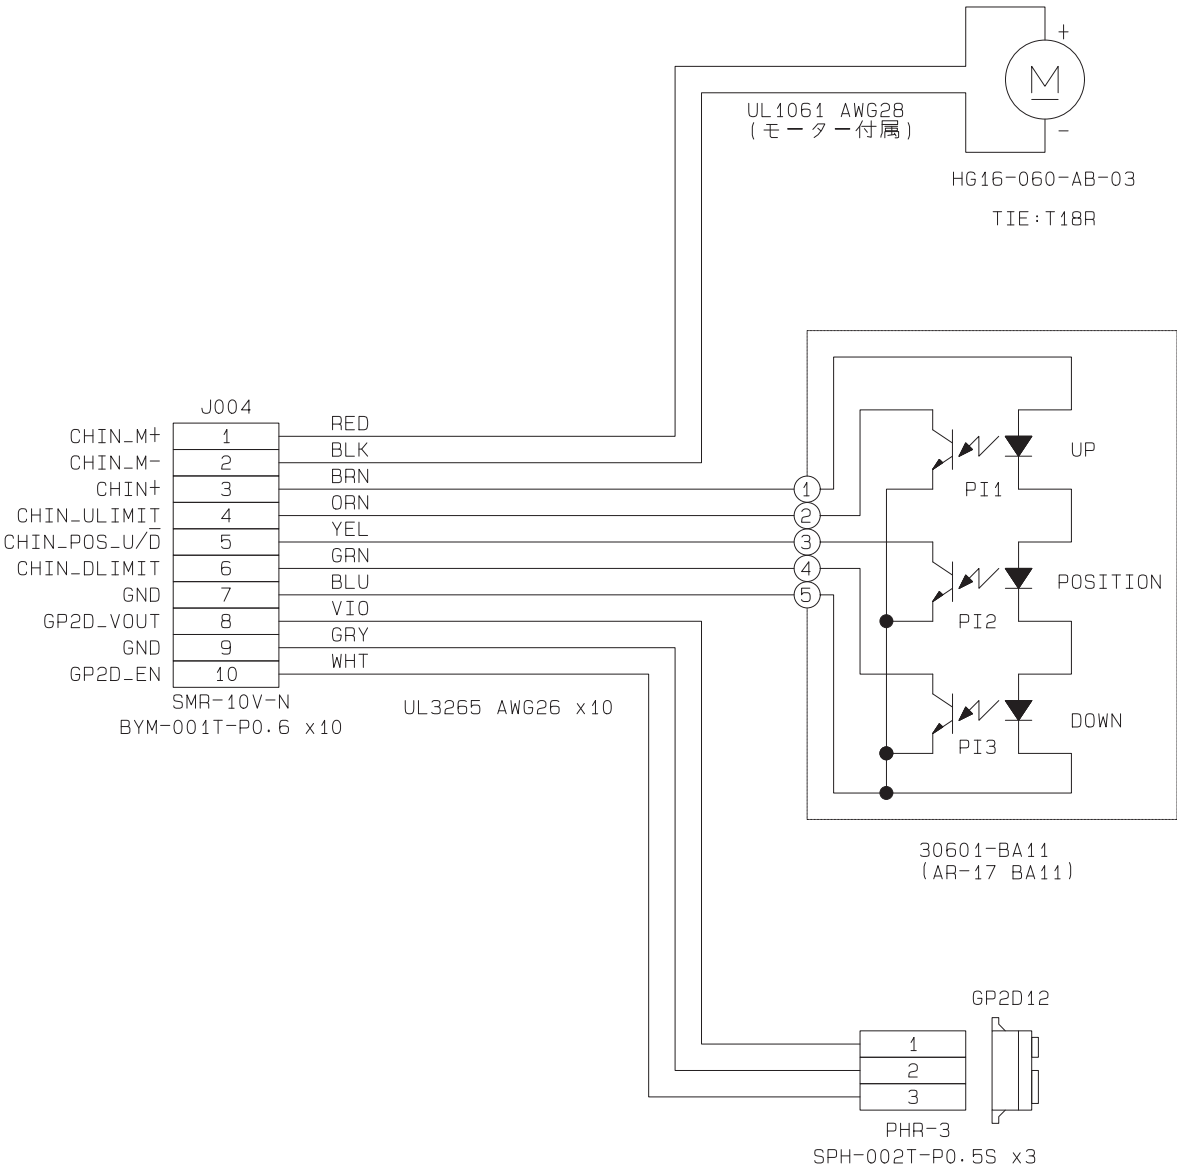 +
M
UL1061 AWG28
(モーター付属)
-
HG16-060-AB-03
TIE:T18R
J004
CHIN_M+ 1 RED
CHIN_M- 2 BLK
CHIN+ 3 BRN
CHIN_ULIMIT 4 ORN
CHIN_POS_U/D̅ 5 YEL
CHIN_DLIMIT 6 GRN
GND 7 BLU
GP2D_VOUT 8 VIO
GND 9 GRY
GP2D_EN 10 WHT
SMR-10V-N
BYM-001T-P0.6 x10
UL3265 AWG26 x10
1
2
3
4
5
UP
PI1
POSITION
PI2
DOWN
PI3
30601-BA11
(AR-17 BA11)
GP2D12
1
2
3
PHR-3
SPH-002T-P0.5S x3